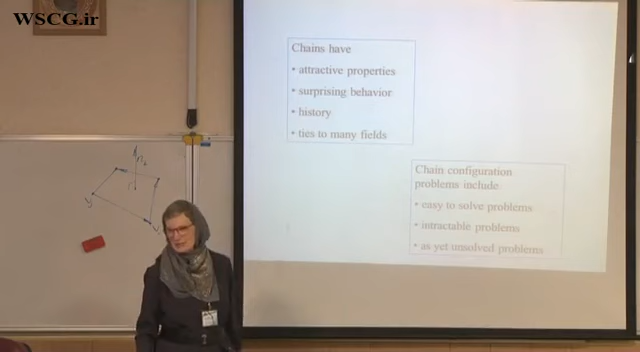 WSCG.ir
Chains have
• attractive properties
• surprising behavior
• history
• ties to many fields
Chain configuration
problems include
• easy to solve problems
• intractable problems
• as yet unsolved problems
y